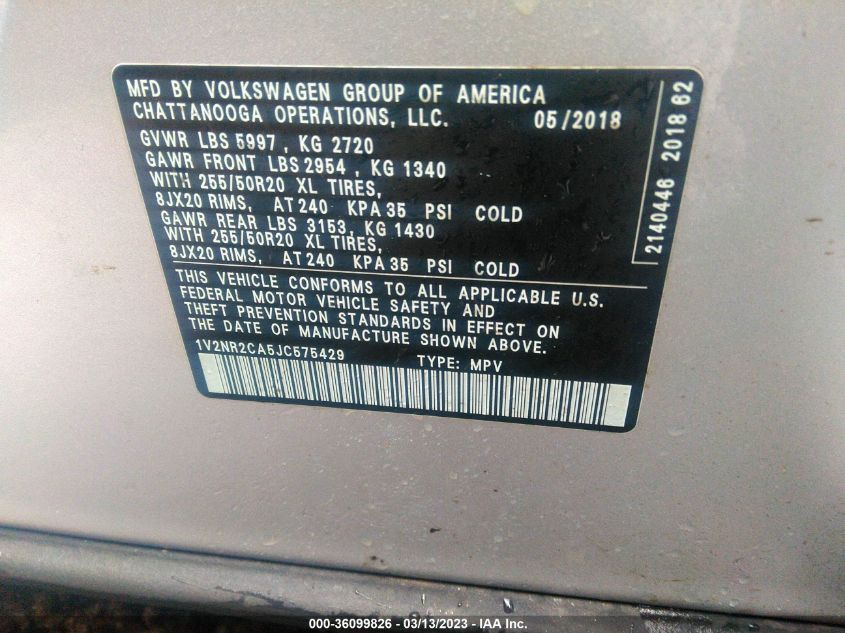 MFD BY VOLKSWAGEN GROUP OF AMERICA
CHATTANOOGA OPERATIONS, LLC. 05/2018
GVWR LBS 5997 , KG 2720
GAWR FRONT LBS 2954 , KG 1340
WITH 255/50R20 XL TIRES,
8JX20 RIMS, AT 240 KPA 35 PSI COLD
GAWR REAR LBS 3153, KG 1430
WITH 255/50R20 XL TIRES,
8JX20 RIMS, AT 240 KPA 35 PSI COLD
THIS VEHICLE CONFORMS TO ALL APPLICABLE U.S.
FEDERAL MOTOR VEHICLE SAFETY AND
THEFT PREVENTION STANDARDS IN EFFECT ON
THE DATE OF MANUFACTURE SHOWN ABOVE.
1V2NR2CA5JC575429 TYPE: MPV
2140446 2018 62
000-36099826 - 03/13/2023 - IAA Inc.